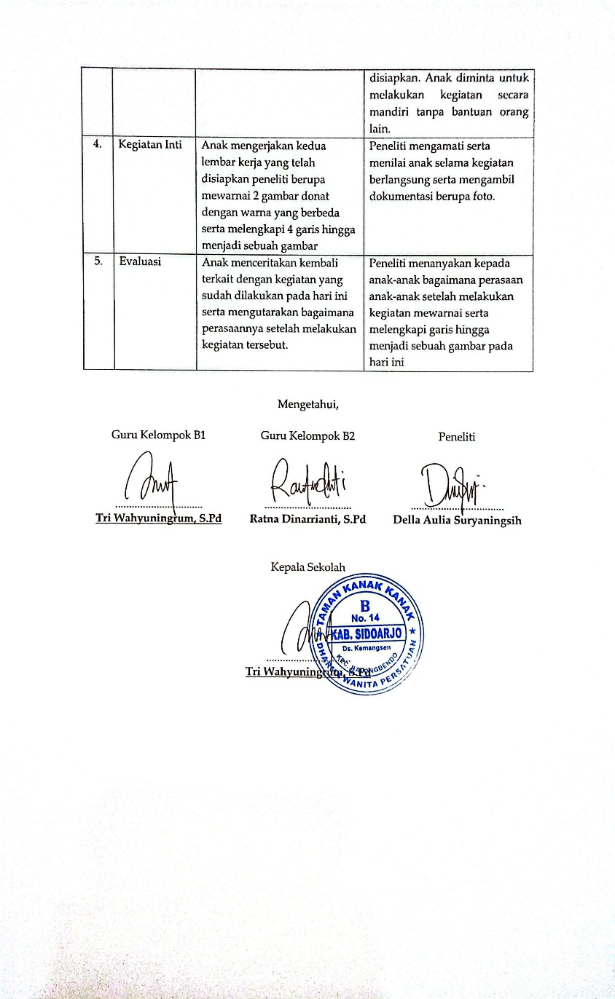 disiapkan. Anak diminta untuk
melakukan kegiatan secara
mandiri tanpa bantuan orang
lain.
4.
Kegiatan Inti
Anak mengerjakan kedua
lembar kerja yang telah
disiapkan peneliti berupa
mewarnai 2 gambar donat
dengan warna yang berbeda
serta melengkapi 4 garis hingga
menjadi sebuah gambar
Peneliti mengamati serta
menilai anak selama kegiatan
berlangsung serta mengambil
dokumentasi berupa foto.
5.
Evaluasi
Anak menceritakan kembali
terkait dengan kegiatan yang
sudah dilakukan pada hari ini
serta mengutarakan bagaimana
perasaannya setelah melakukan
kegiatan tersebut.
Peneliti menanyakan kepada
anak-anak bagaimana perasaan
anak-anak setelah melakukan
kegiatan mewarnai serta
melengkapi garis hingga
menjadi sebuah gambar pada
hari ini
Mengetahui,
Guru Kelompok B1
Guru Kelompok B2
Peneliti
Tri Wahyuningrum, S.Pd
Ratna Dinarrianti, S.Pd
Della Aulia Suryaningsih
Kepala Sekolah
TAMAN KANAK KANAK
B
No. 14
KAB. SIDOARJO
Ds. Kemangsen
KEC. BALONGBENDO
DHARMA WANITA PERSATUAN
Tri Wahyuningrum, S.Pd